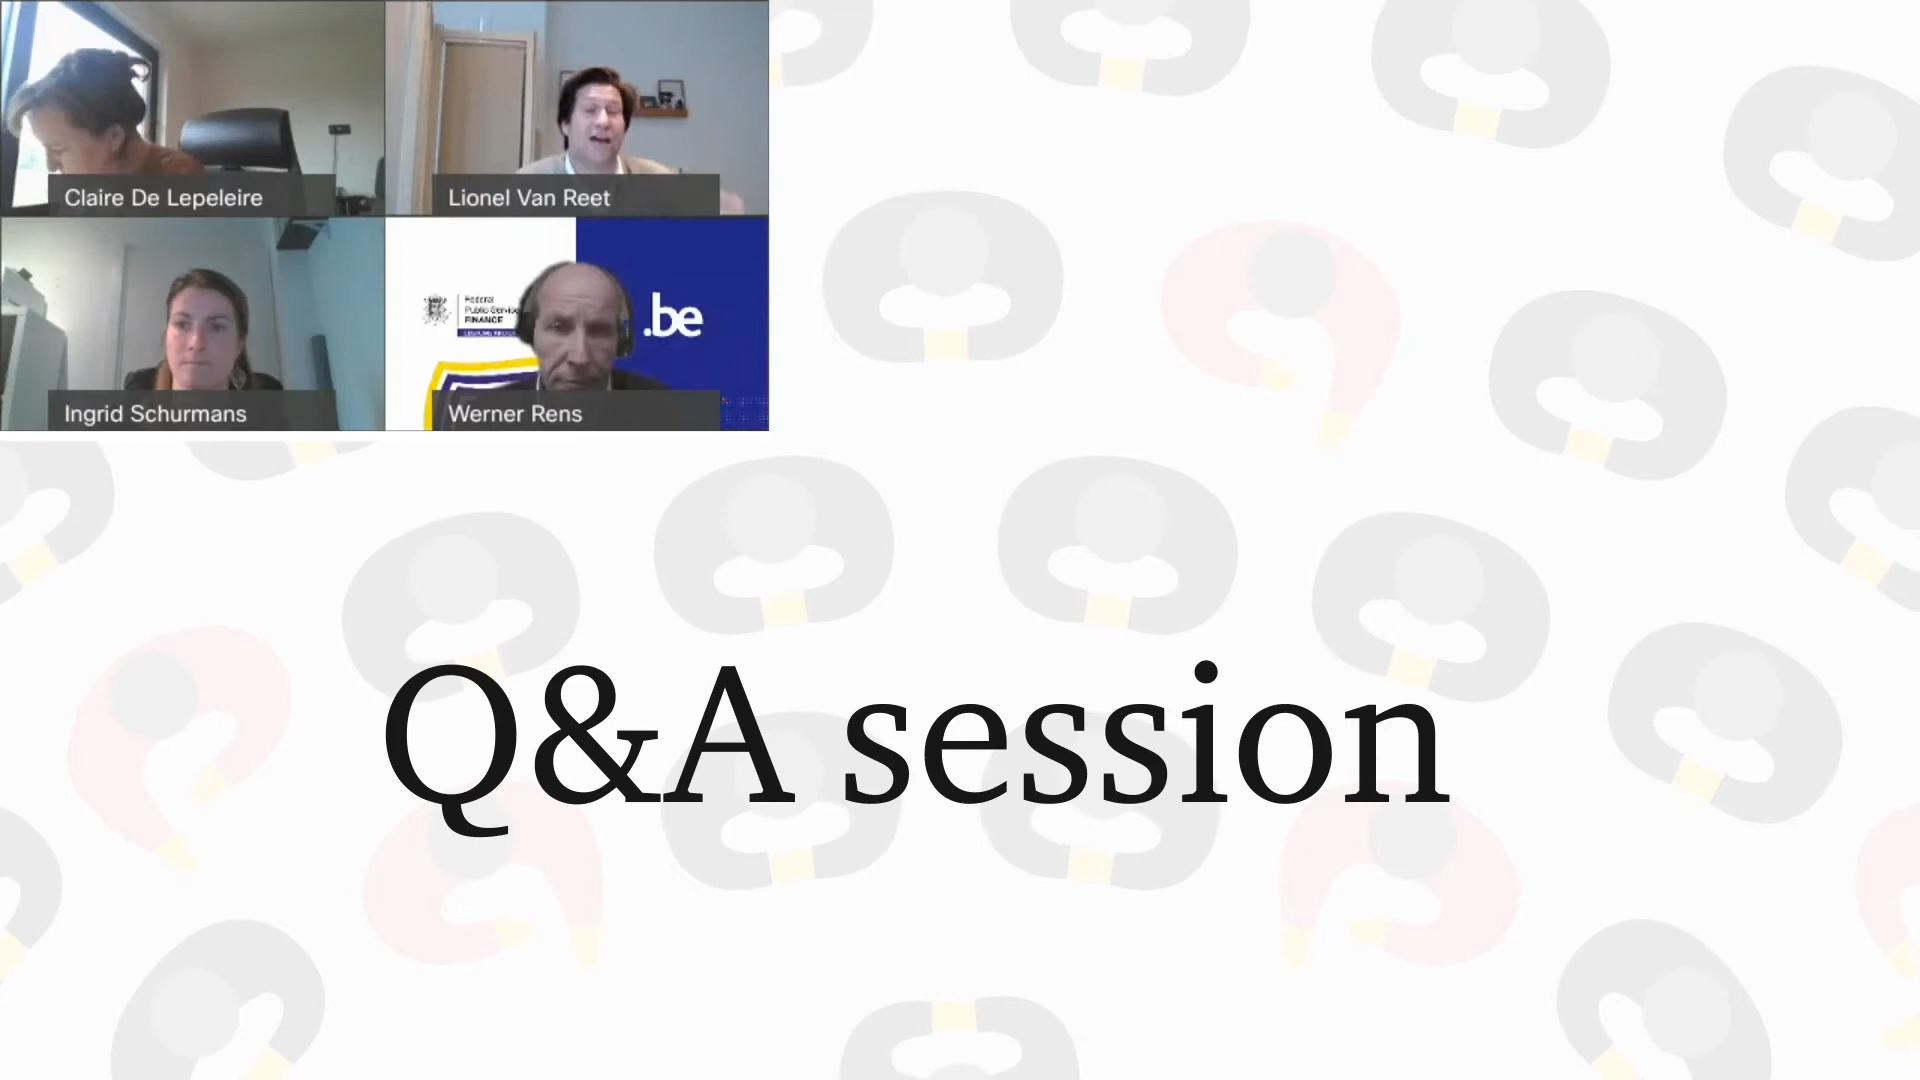 Claire De Lepeleire
Lionel Van Reet
Ingrid Schurmans
Federal
Public Service
FINANCE
.be
Werner Rens
Q&A session